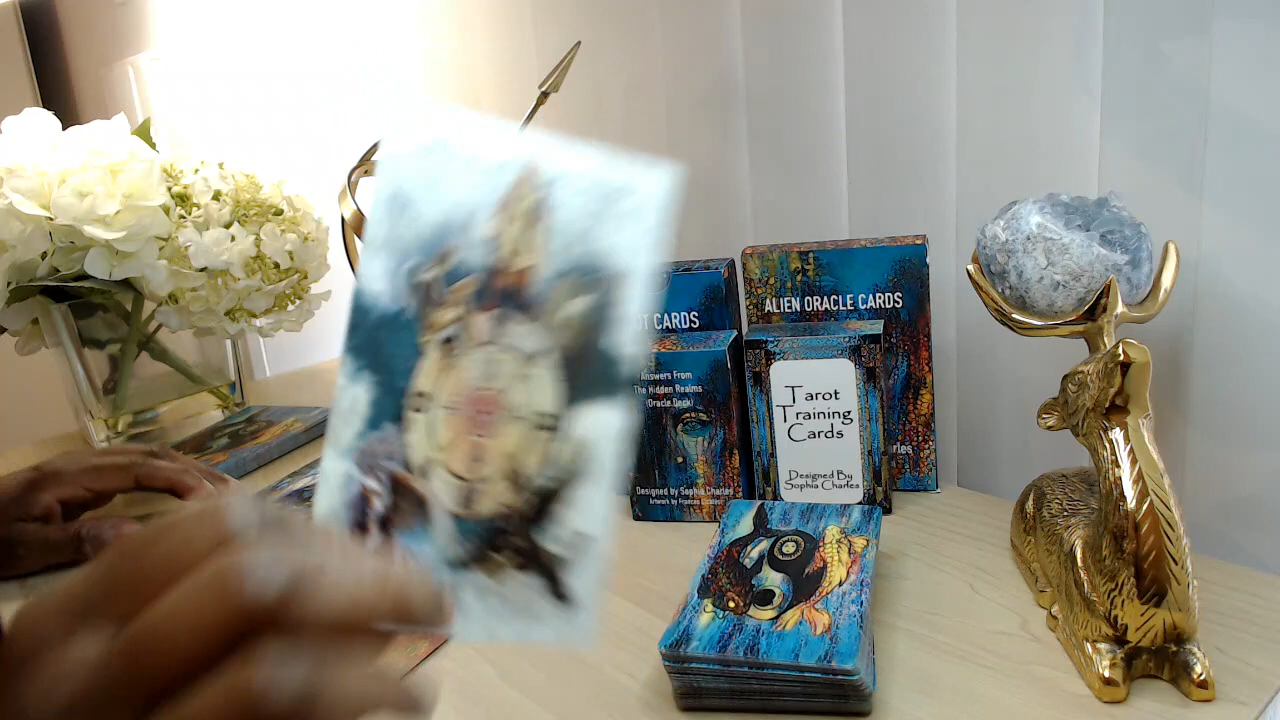 OT CARDS
Answers From
The Hidden Realms
(Oracle Deck)
Designed by Sophia Charles
ALIEN ORACLE CARDS
Tarot
Training
Cards
Designed By
Sophia Charles
rles